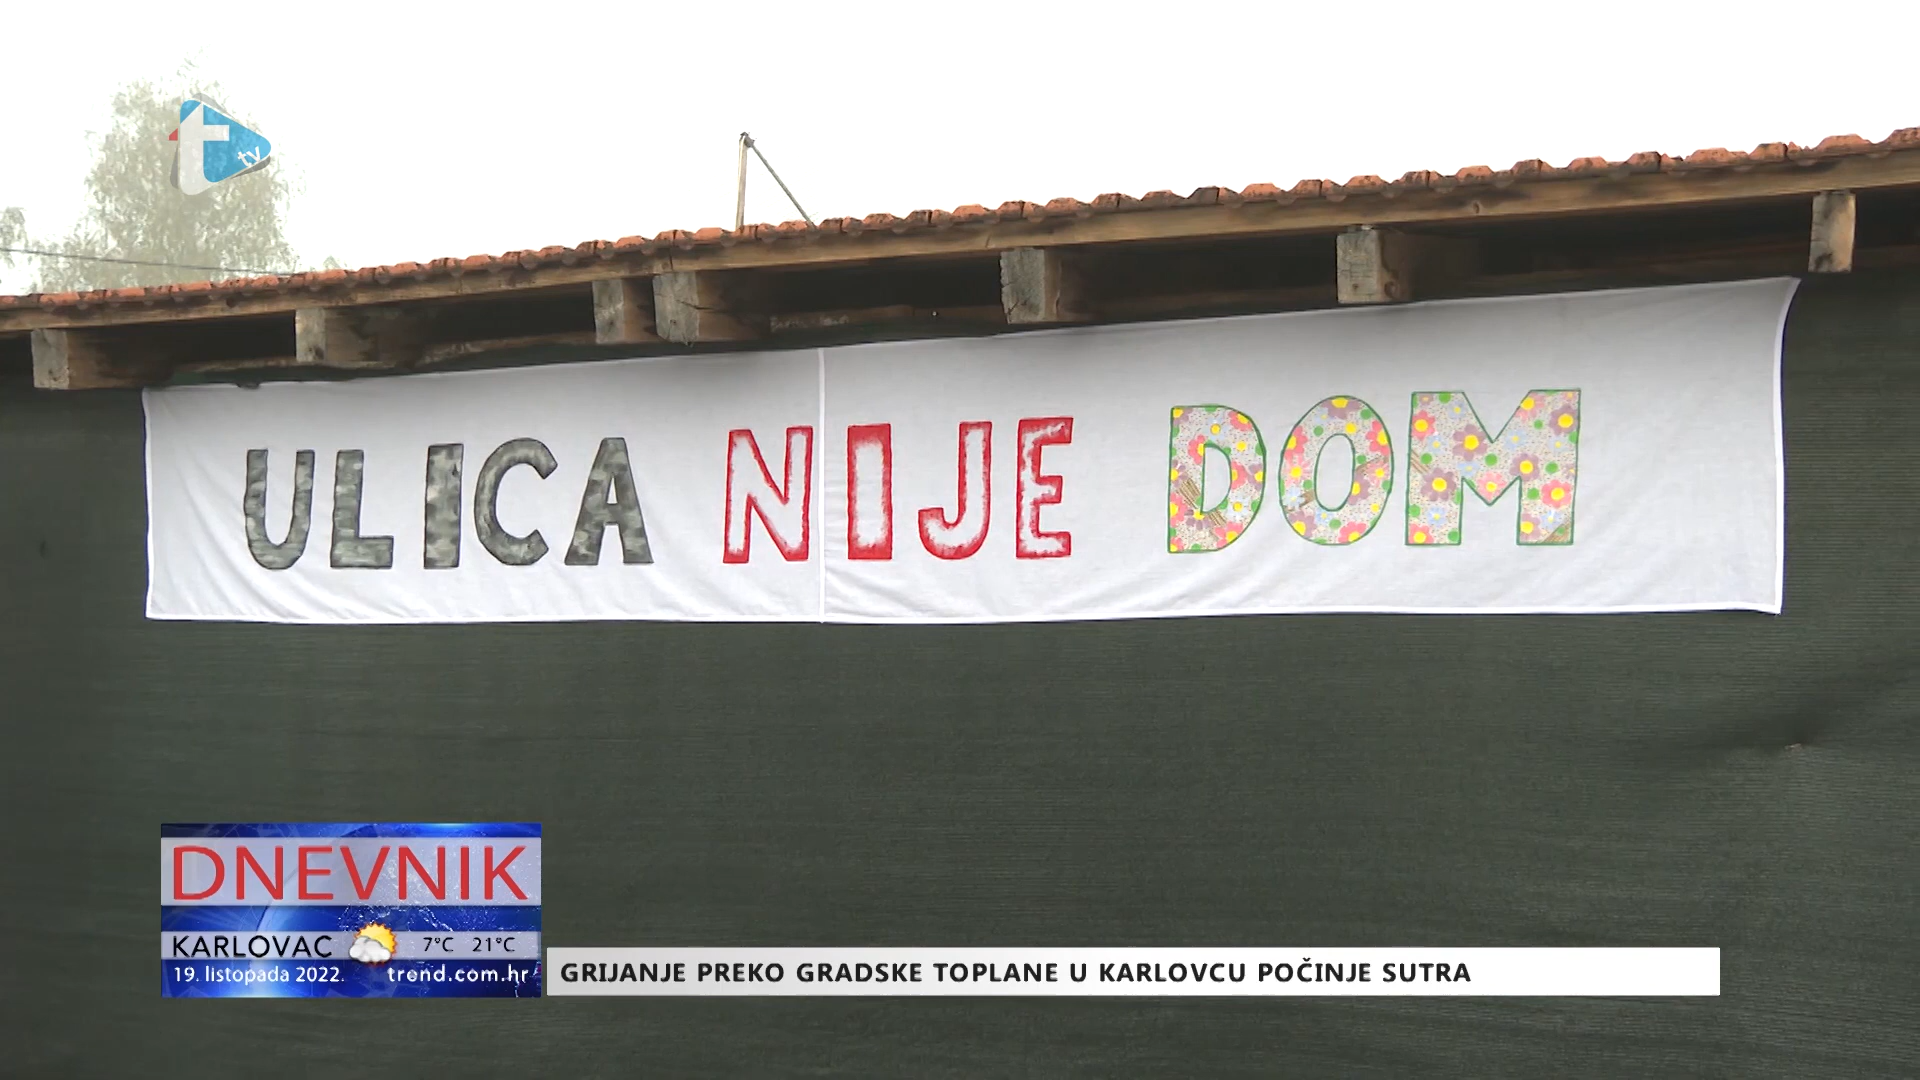 t tv
ULICA NIJE DOM
DNEVNIK
KARLOVAC 7°C 21°C
19. listopada 2022. trend.com.hr
GRIJANJE PREKO GRADSKE TOPLANE U KARLOVCU POČINJE SUTRA